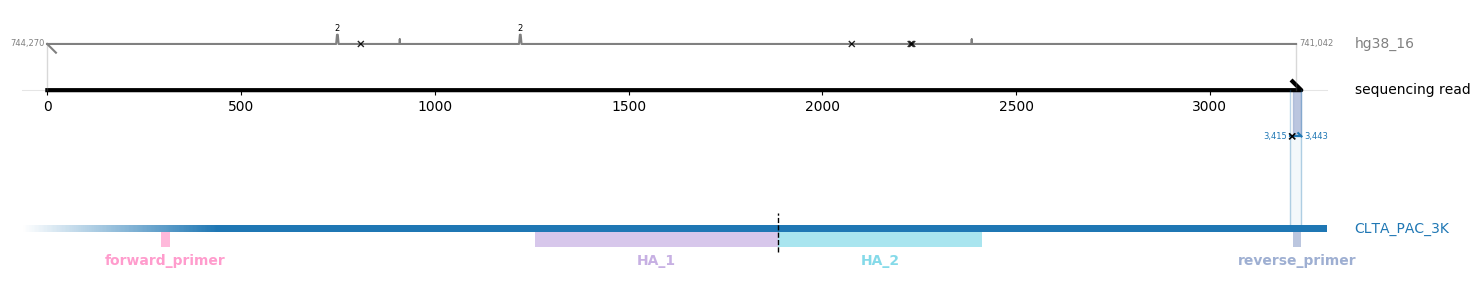 2 2
744,270 741,042 hg38_16
sequencing read
0 500 1000 1500 2000 2500 3000
3,415 3,443
CLTA_PAC_3K
forward_primer HA_1 HA_2 reverse_primer